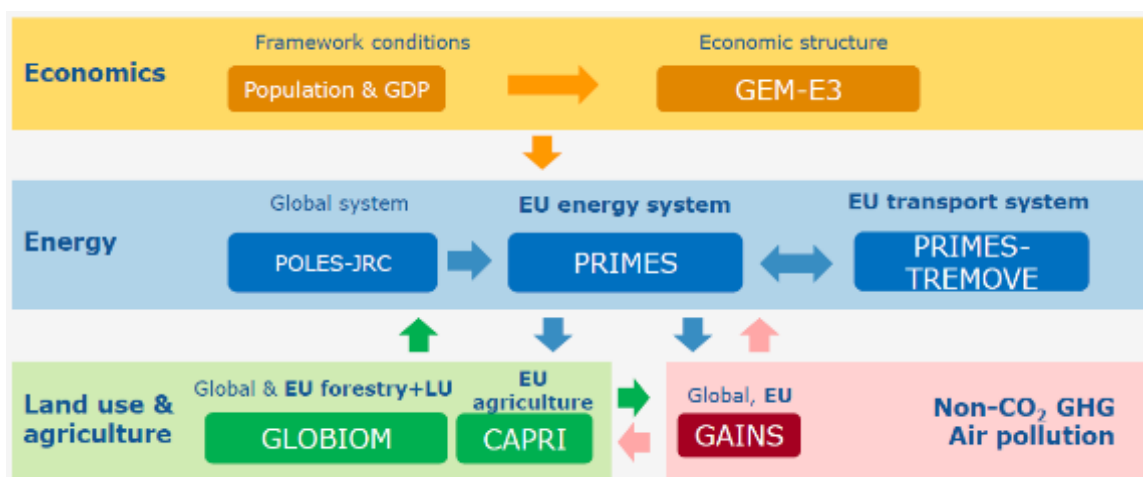 Framework conditions
Economic structure
Economics
Population & GDP
GEM-E3
Global system
EU energy system
EU transport system
Energy
POLES-JRC
PRIMES
PRIMES-
TREMOVE
Land use &
agriculture
Global & EU forestry+LU
GLOBIOM
EU
agriculture
CAPRI
Global, EU
GAINS
Non-CO₂ GHG
Air pollution